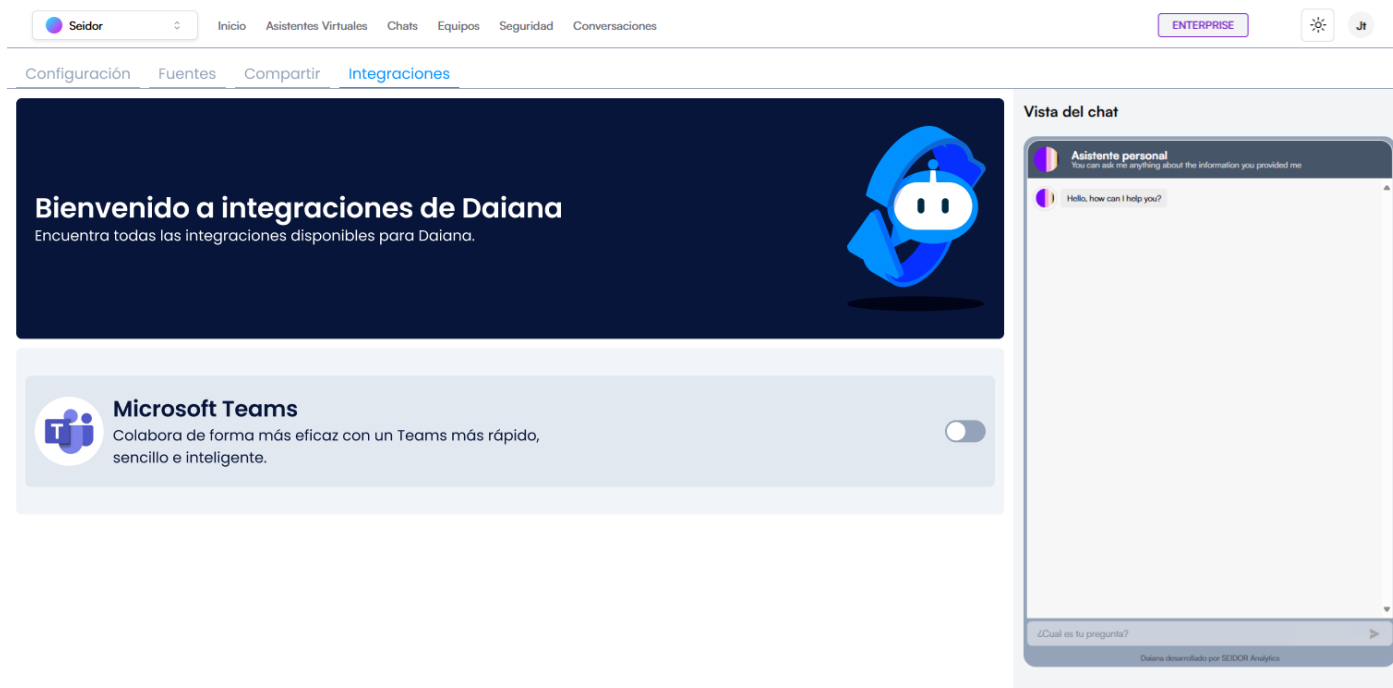 Seidor
Inicio Asistentes Virtuales Chats Equipos Seguridad Conversaciones
ENTERPRISE
Jt
Configuración Fuentes Compartir Integraciones
Bienvenido a integraciones de Daiana
Encuentra todas las integraciones disponibles para Daiana.
T
Microsoft Teams
Colabora de forma más eficaz con un Teams más rápido,
sencillo e inteligente.
Vista del chat
Asistente personal
You can ask me anything about the information you provided me
Hello, how can I help you?
¿Cual es tu pregunta?
Daiana desarrollado por SEIDOR Analytics